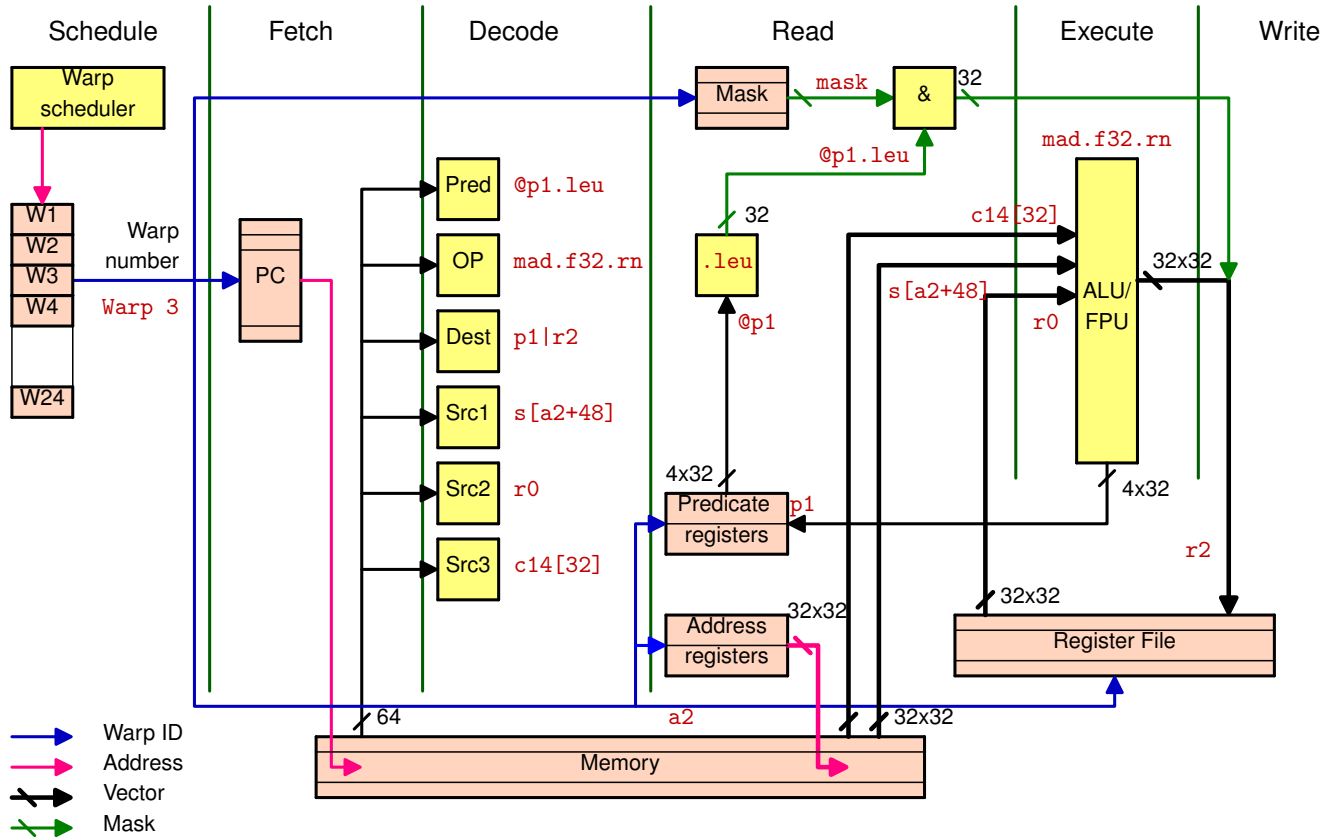 Schedule
Fetch
Decode
Read
Execute
Write
Warp
scheduler
Mask
mask
&
32
mad.f32.rn
@p1.leu
Pred
@p1.leu
W1
W2
W3
W4
W24
Warp
number
Warp 3
PC
OP
mad.f32.rn
Dest
p1|r2
Src1
s[a2+48]
Src2
r0
Src3
c14[32]
32
.leu
@p1
c14[32]
s[a2+48]
r0
ALU/
FPU
32x32
4x32
4x32
Predicate
registers
p1
r2
Address
registers
32x32
32x32
Register File
64
a2
32x32
Memory
Warp ID
Address
Vector
Mask